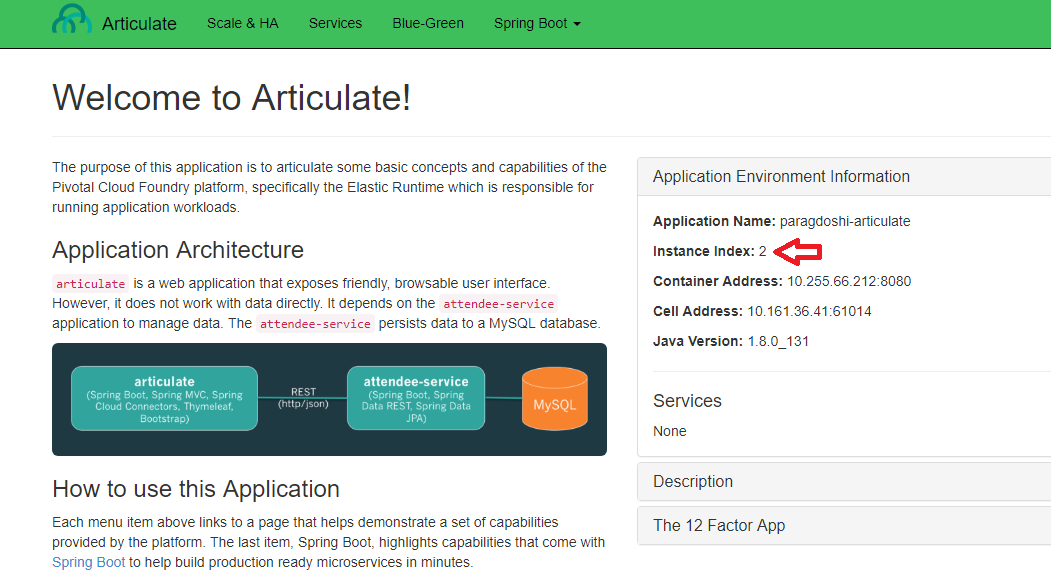 Articulate
Scale & HA
Services
Blue-Green
Spring Boot
Welcome to Articulate!
The purpose of this application is to articulate some basic concepts and capabilities of the
Pivotal Cloud Foundry platform, specifically the Elastic Runtime which is responsible for
running application workloads.
Application Architecture
articulate is a web application that exposes friendly, browsable user interface.
However, it does not work with data directly. It depends on the attendee-service
application to manage data. The attendee-service persists data to a MySQL database.
articulate
(Spring Boot, Spring MVC, Spring
Cloud Connectors, Thymeleaf,
Bootstrap)
REST
(http/json)
attendee-service
(Spring Boot, Spring
Data REST, Spring Data
JPA)
MySQL
How to use this Application
Each menu item above links to a page that helps demonstrate a set of capabilities
provided by the platform. The last item, Spring Boot, highlights capabilities that come with
Spring Boot to help build production ready microservices in minutes.
Application Environment Information
Application Name: paragdoshi-articulate
Instance Index: 2
Container Address: 10.255.66.212:8080
Cell Address: 10.161.36.41:61014
Java Version: 1.8.0_131
Services
None
Description
The 12 Factor App